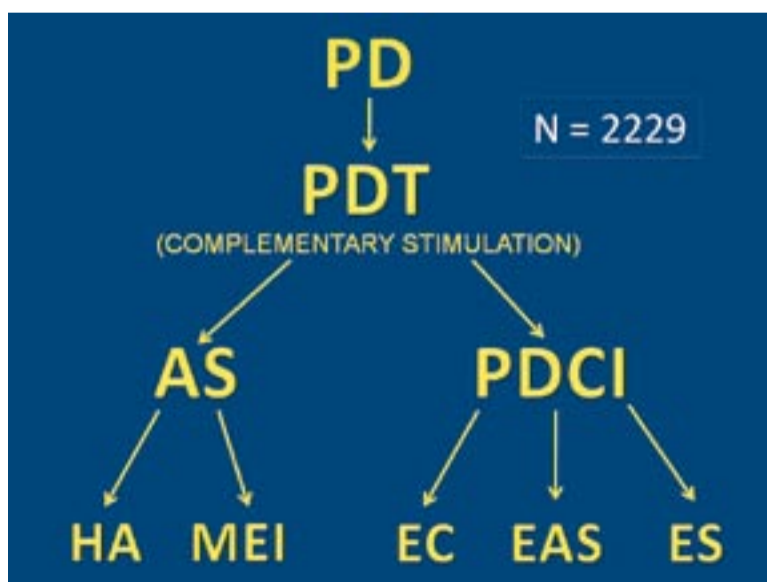 PD
N = 2229
PDT
(COMPLEMENTARY STIMULATION)
AS PDCI
HA MEI EC EAS ES